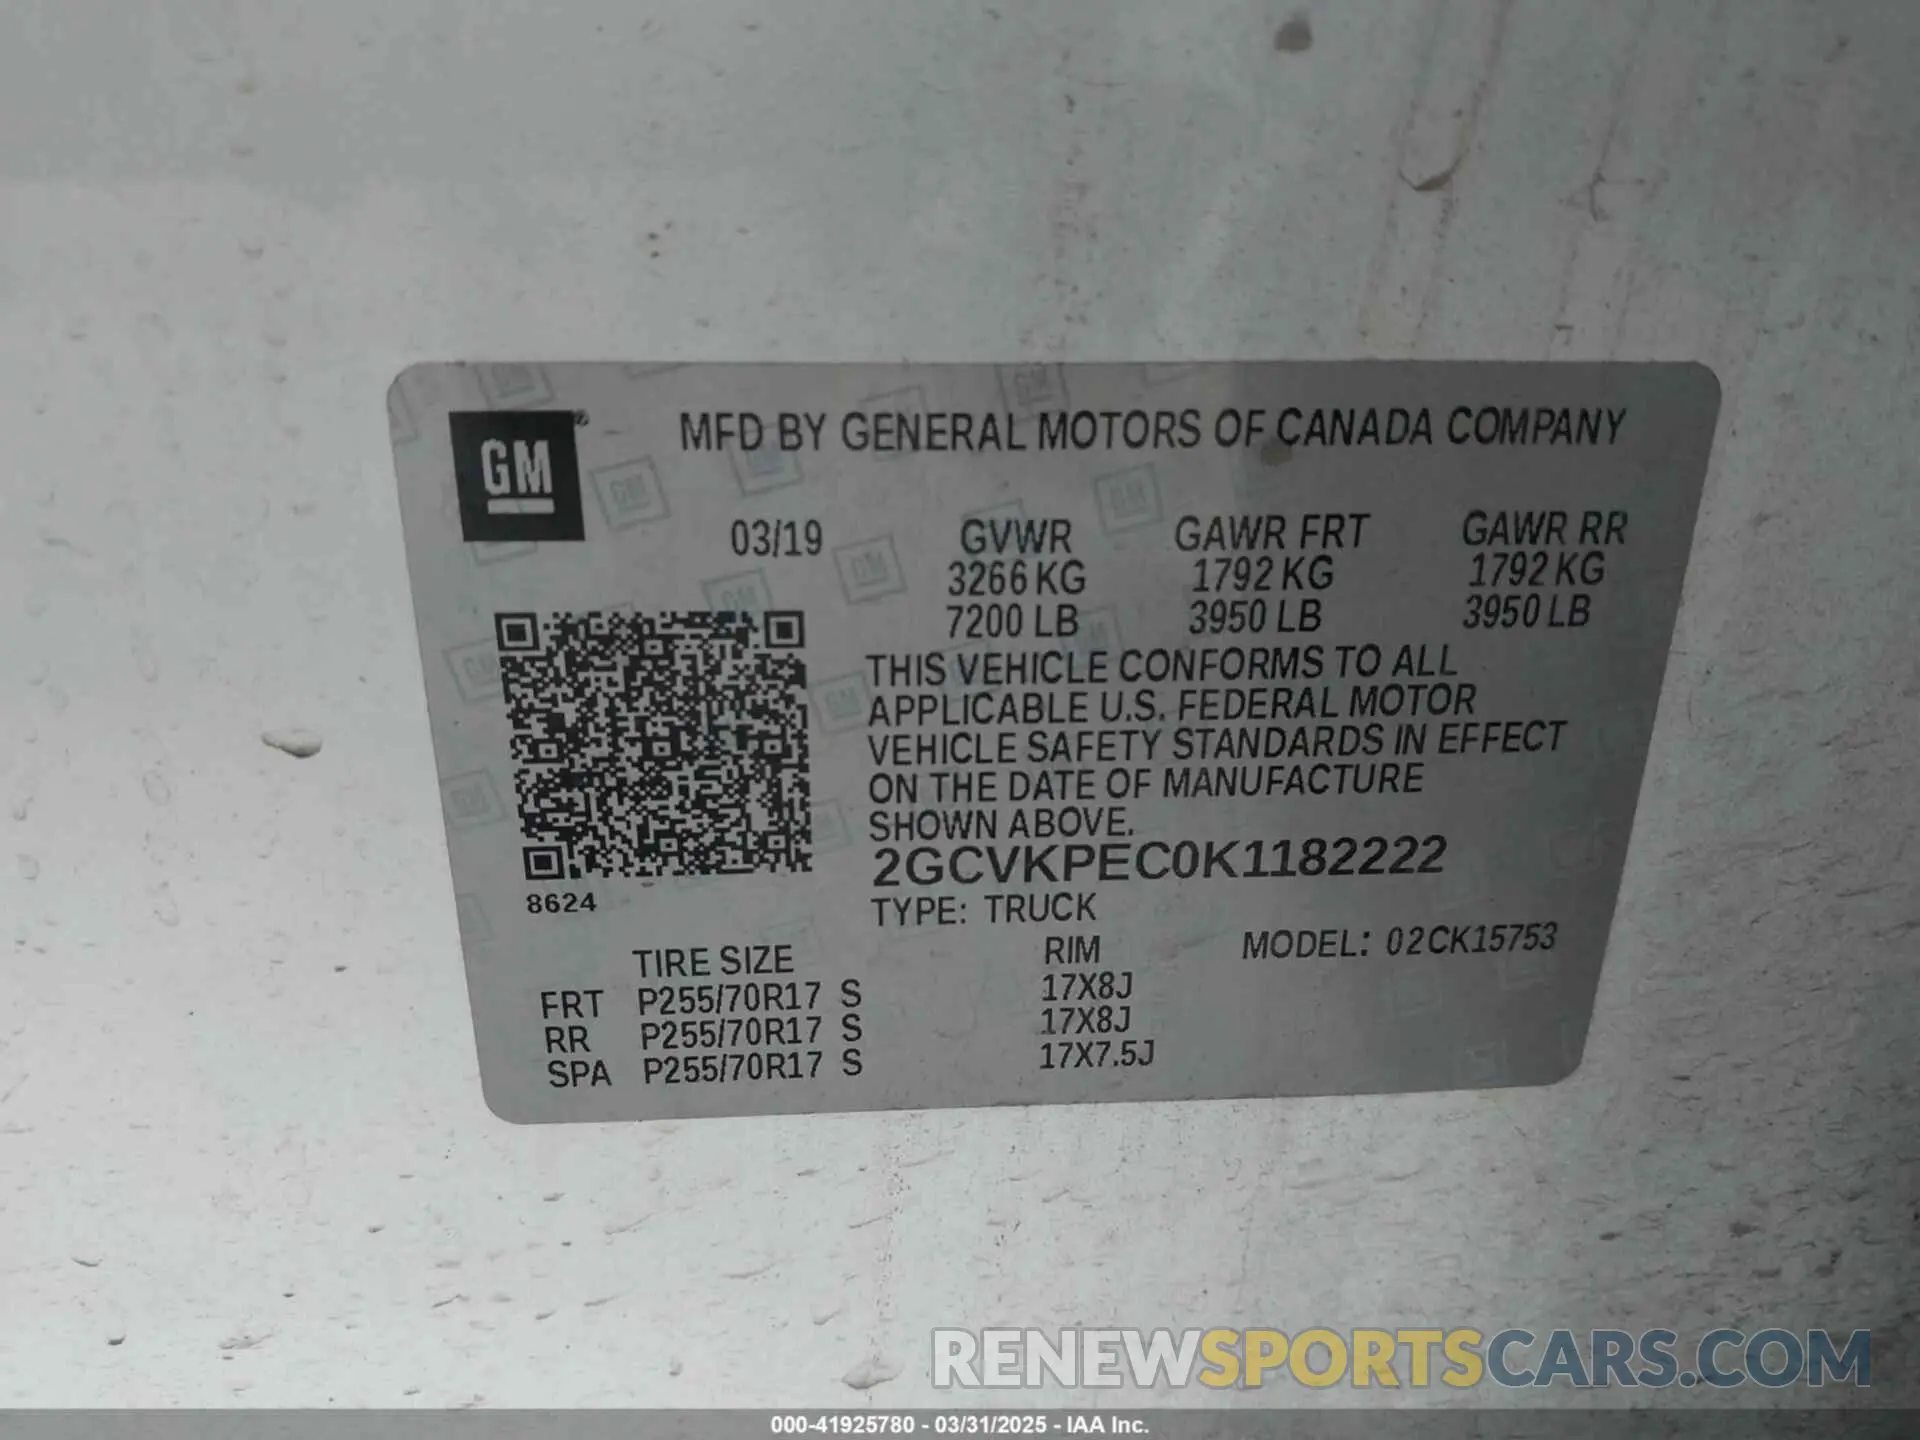 GM®
MFD BY GENERAL MOTORS OF CANADA COMPANY
03/19 GVWR GAWR FRT GAWR RR
3266 KG 1792 KG 1792 KG
7200 LB 3950 LB 3950 LB
THIS VEHICLE CONFORMS TO ALL
APPLICABLE U.S. FEDERAL MOTOR
VEHICLE SAFETY STANDARDS IN EFFECT
ON THE DATE OF MANUFACTURE
SHOWN ABOVE.
2GCVKPEC0K1182222
8624
TYPE: TRUCK
TIRE SIZE RIM MODEL: 02CK15753
FRT P255/70R17 S 17X8J
RR P255/70R17 S 17X8J
SPA P255/70R17 S 17X7.5J
RENEWSPORTSCARS.COM
000-41925780 - 03/31/2025 - IAA Inc.